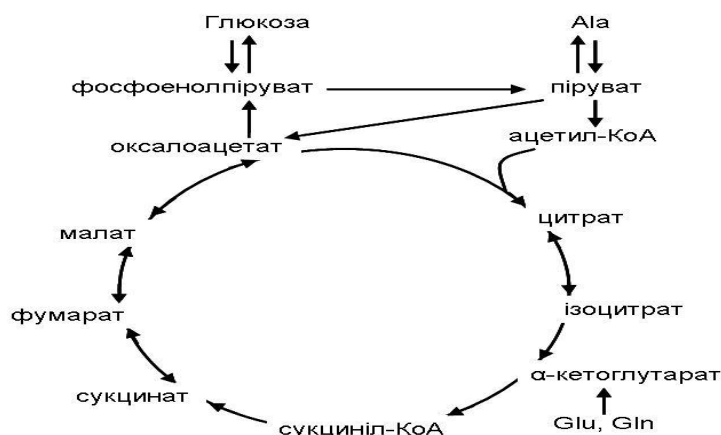 Глюкоза
Ala
фосфоенолпіруват
піруват
ацетил-КоА
оксалоацетат
цитрат
малат
ізоцитрат
фумарат
α-кетоглутарат
сукцинат
сукциніл-КоА
Glu, Gln